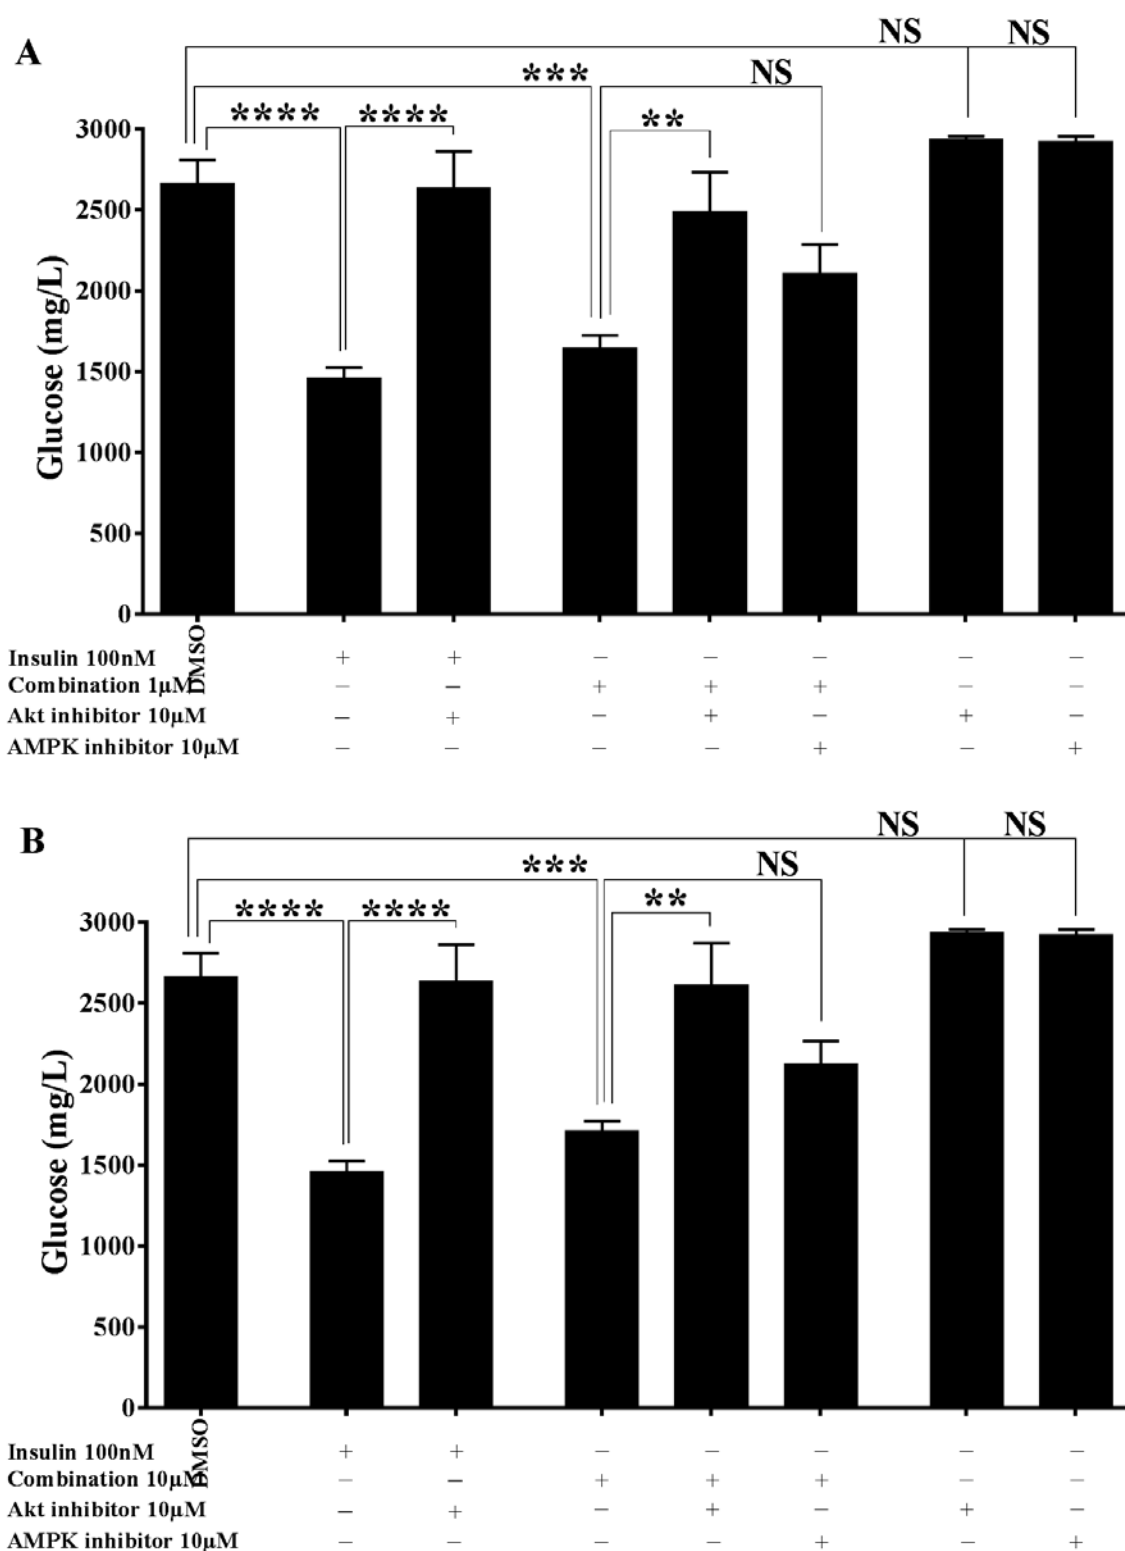 A
NS NS
*** NS
**** **** **
3000
2500
2000
1500
1000
500
0
Glucose (mg/L)
DMSO
Insulin 100nM + + − − − − −
Combination 1µM − − + + + − −
Akt inhibitor 10µM − + − + − + −
AMPK inhibitor 10µM − − − − + − +
B
NS NS
*** NS
**** **** **
3000
2500
2000
1500
1000
500
0
Glucose (mg/L)
DMSO
Insulin 100nM + + − − − − −
Combination 10µM − − + + + − −
Akt inhibitor 10µM − + − + − + −
AMPK inhibitor 10µM − − − − + − +